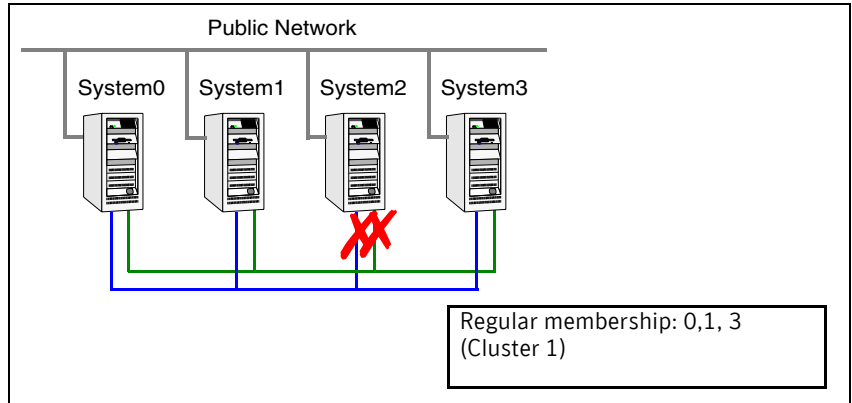 Public Network
System0 System1 System2 System3
Regular membership: 0,1, 3
(Cluster 1)